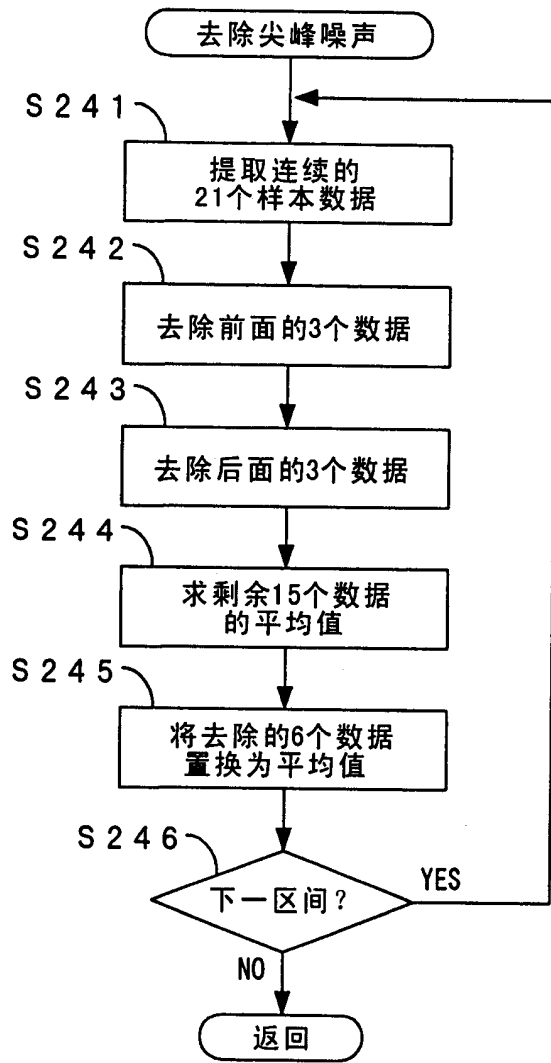 去除尖峰噪声
S241
提取连续的
21个样本数据
S242
去除前面的3个数据
S243
去除后面的3个数据
S244
求剩余15个数据
的平均值
S245
将去除的6个数据
置换为平均值
S246
下一区间？
YES
NO
返回